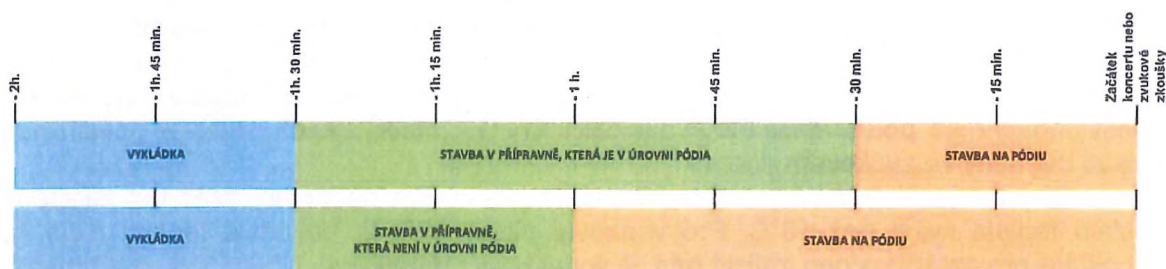 - 2h.
- 1h. 45 min.
-1h. 30 min.
- 1h. 15 min.
- 1 h.
- 45 min.
- 30 min.
- 15 min.
Začátek
koncertu nebo
zvukové
zkoušky
VYKLÁDKA
STAVBA V PŘÍPRAVNĚ, KTERÁ JE V ÚROVNI PÓDIA
STAVBA NA PÓDIU
VYKLÁDKA
STAVBA V PŘÍPRAVNĚ,
KTERÁ NENÍ V ÚROVNI PÓDIA
STAVBA NA PÓDIU